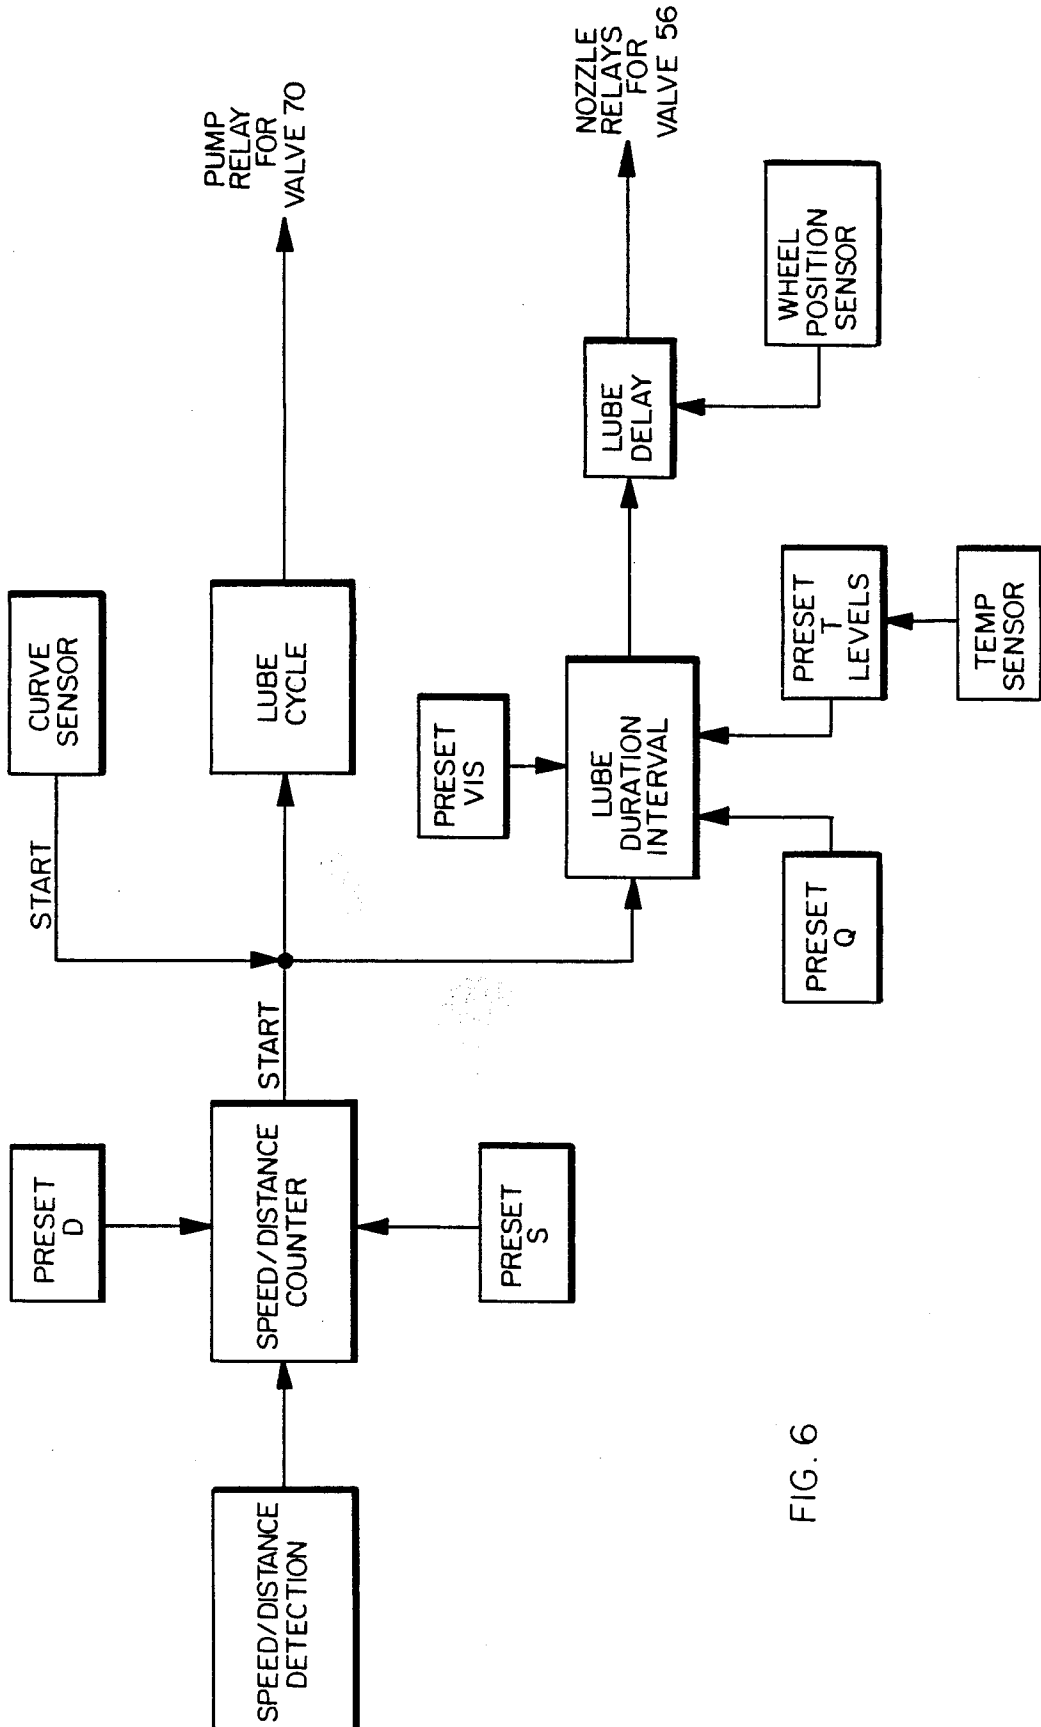 CURVE
SENSOR
START
PRESET
D
SPEED/DISTANCE
DETECTION
SPEED/DISTANCE
COUNTER
START
LUBE
CYCLE
PUMP
RELAY
FOR
VALVE 70
PRESET
S
PRESET
VIS
LUBE
DURATION
INTERVAL
LUBE
DELAY
NOZZLE
RELAYS
FOR
VALVE 56
PRESET
Q
PRESET
T
LEVELS
WHEEL
POSITION
SENSOR
TEMP
SENSOR
FIG. 6